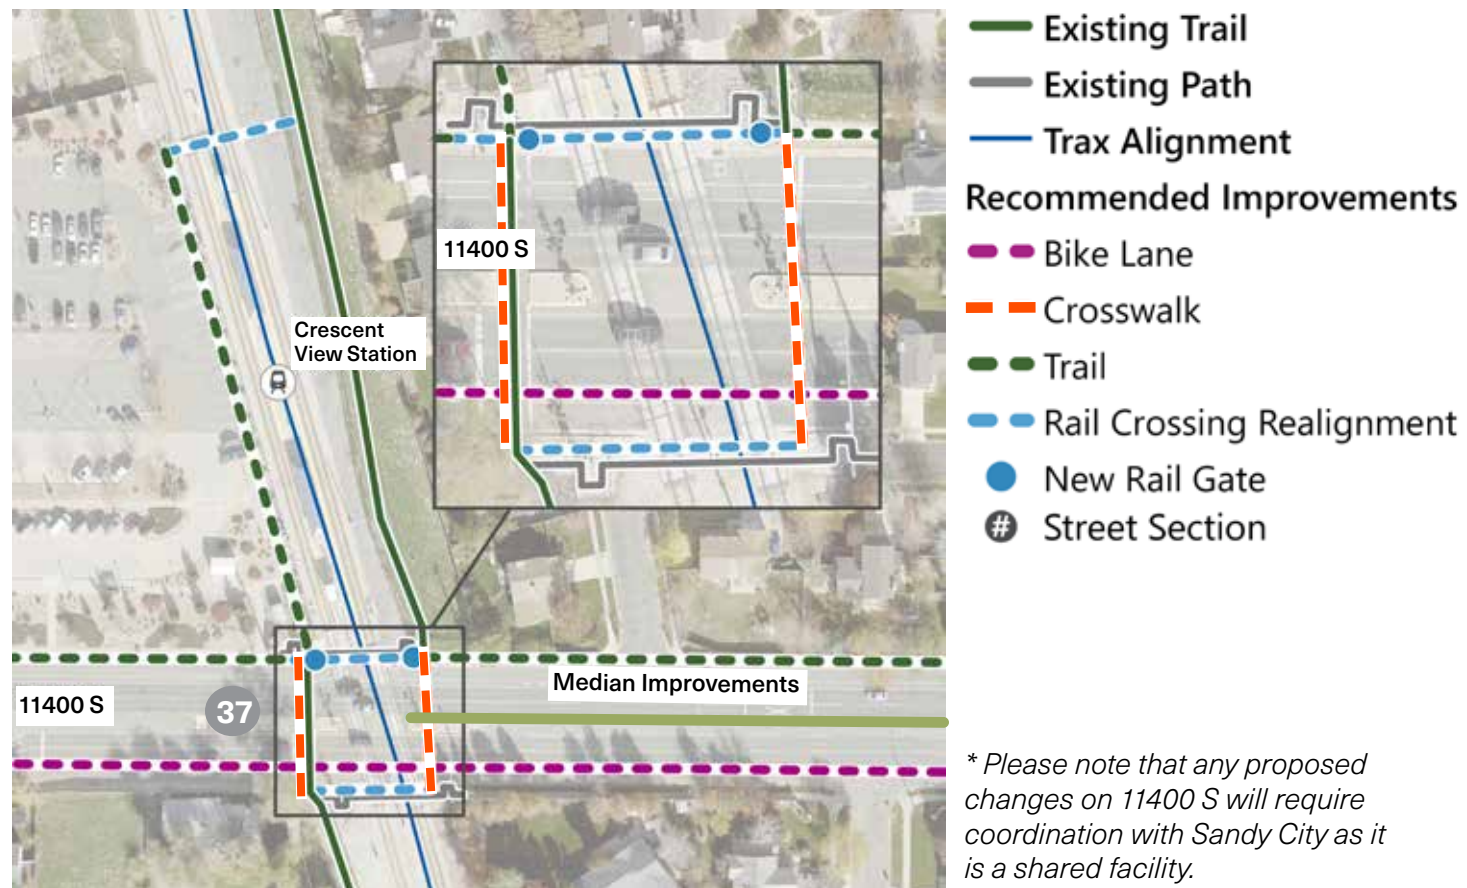 11400 S
Crescent
View Station
11400 S
37
Median Improvements
Existing Trail
Existing Path
Trax Alignment
Recommended Improvements
Bike Lane
Crosswalk
Trail
Rail Crossing Realignment
New Rail Gate
# Street Section
* Please note that any proposed
changes on 11400 S will require
coordination with Sandy City as it
is a shared facility.